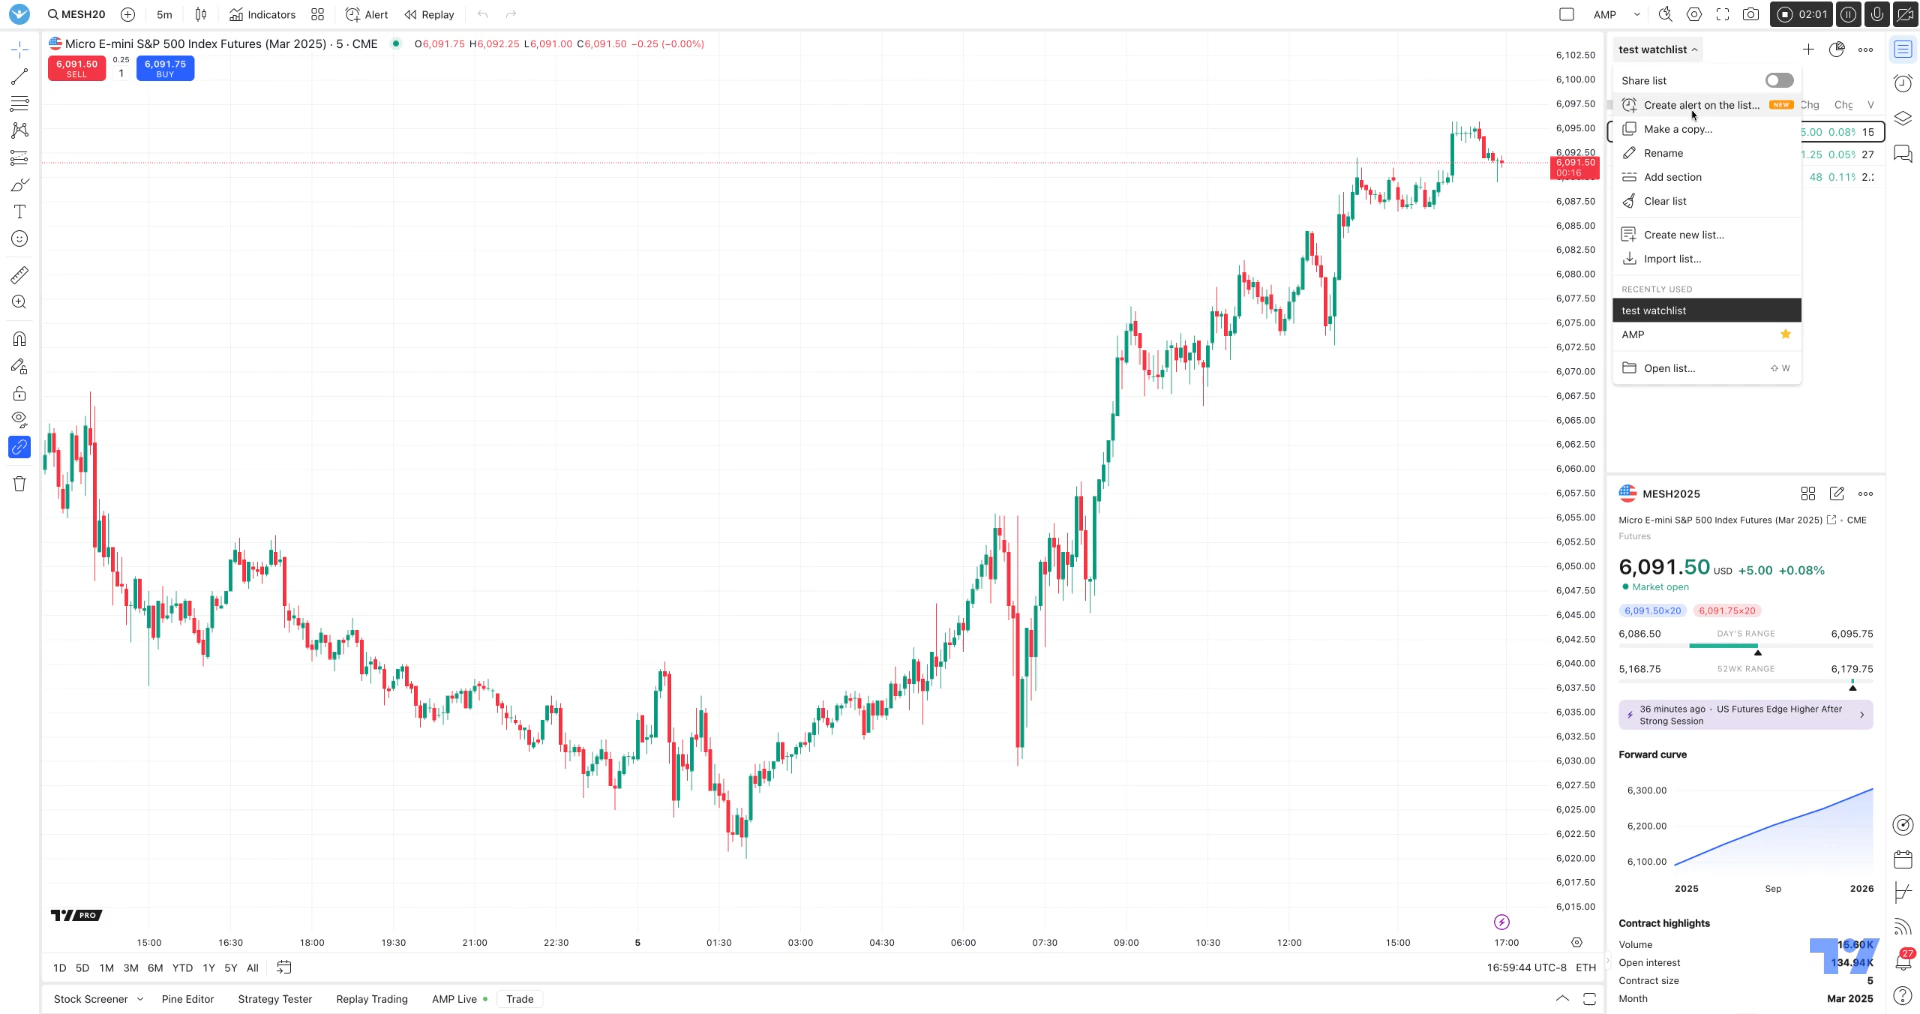 MESH20
5m
Indicators
Alert
Replay
AMP
02:01
Micro E-mini S&P 500 Index Futures (Mar 2025) · 5 · CME
O6,091.75 H6,092.25 L6,091.00 C6,091.50 −0.25 (−0.00%)
6,091.50
SELL
0.25
1
6,091.75
BUY
6,102.50
6,100.00
6,097.50
6,095.00
6,092.50
6,091.50
00:16
6,087.50
6,085.00
6,082.50
6,080.00
6,077.50
6,075.00
6,072.50
6,070.00
6,067.50
6,065.00
6,062.50
6,060.00
6,057.50
6,055.00
6,052.50
6,050.00
6,047.50
6,045.00
6,042.50
6,040.00
6,037.50
6,035.00
6,032.50
6,030.00
6,027.50
6,025.00
6,022.50
6,020.00
6,017.50
6,015.00
PRO
15:00 16:30 18:00 19:30 21:00 22:30 5 01:30 03:00 04:30 06:00 07:30 09:00 10:30 12:00 15:00 17:00
1D 5D 1M 3M 6M YTD 1Y 5Y All
16:59:44 UTC-8 ETH
Stock Screener
Pine Editor
Strategy Tester
Replay Trading
AMP Live
Trade
test watchlist
Share list
Create alert on the list... NEW
Make a copy...
Rename
Add section
Clear list
Create new list...
Import list...
RECENTLY USED
test watchlist
AMP
Open list... W
Chg Chg V
5.00 0.08% 15
1.25 0.05% 27
48 0.11% 2.
MESH2025
Micro E-mini S&P 500 Index Futures (Mar 2025) · CME
Futures
6,091.50 USD +5.00 +0.08%
Market open
6,091.50×20 6,091.75×20
6,086.50 DAY'S RANGE 6,095.75
5,168.75 52WK RANGE 6,179.75
36 minutes ago · US Futures Edge Higher After
Strong Session
Forward curve
6,300.00
6,200.00
6,100.00
2025 Sep 2026
Contract highlights
Volume 15.60K
Open interest 134.94K
Contract size 5
Month Mar 2025
27